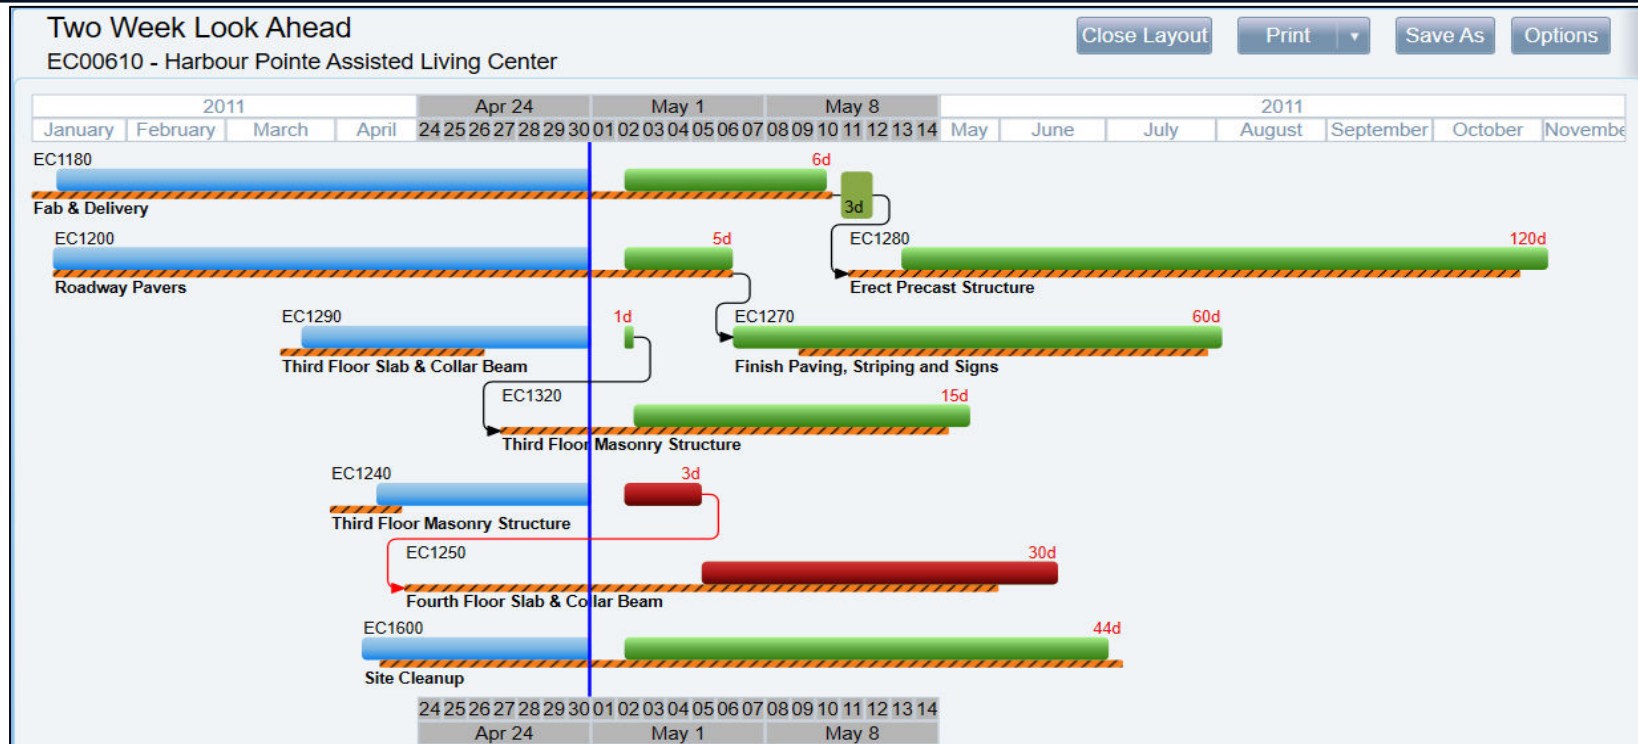 Two Week Look Ahead
EC00610 - Harbour Pointe Assisted Living Center
Close Layout Print Save As Options
2011 Apr 24 May 1 May 8 2011
January February March April 24 25 26 27 28 29 30 01 02 03 04 05 06 07 08 09 10 11 12 13 14 May June July August September October Novembe
EC1180 6d
3d
Fab & Delivery
EC1200 5d EC1280 120d
Roadway Pavers Erect Precast Structure
EC1290 1d EC1270 60d
Third Floor Slab & Collar Beam Finish Paving, Striping and Signs
EC1320 15d
Third Floor Masonry Structure
EC1240 3d
Third Floor Masonry Structure
EC1250 30d
Fourth Floor Slab & Collar Beam
EC1600 44d
Site Cleanup
24 25 26 27 28 29 30 01 02 03 04 05 06 07 08 09 10 11 12 13 14
Apr 24 May 1 May 8